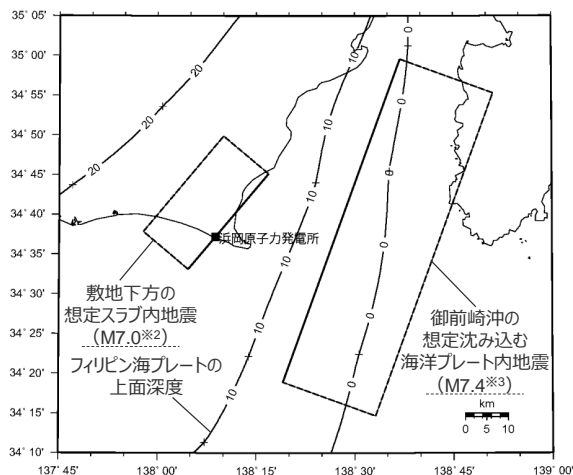 35° 05'
35° 00'
34° 55'
34° 50'
34° 45'
34° 40'
34° 35'
34° 30'
34° 25'
34° 20'
34° 15'
34° 10'
20
20
20
10
10
10
10
10
0
0
0
0
0
0
浜岡原子力発電所
敷地下方の
想定スラブ内地震
（M7.0※2）
フィリピン海プレートの
上面深度
御前崎沖の
想定沈み込む
海洋プレート内地震
（M7.4※3）
km
0 5 10
137° 45' 138° 00' 138° 15' 138° 30' 138° 45' 139° 00'